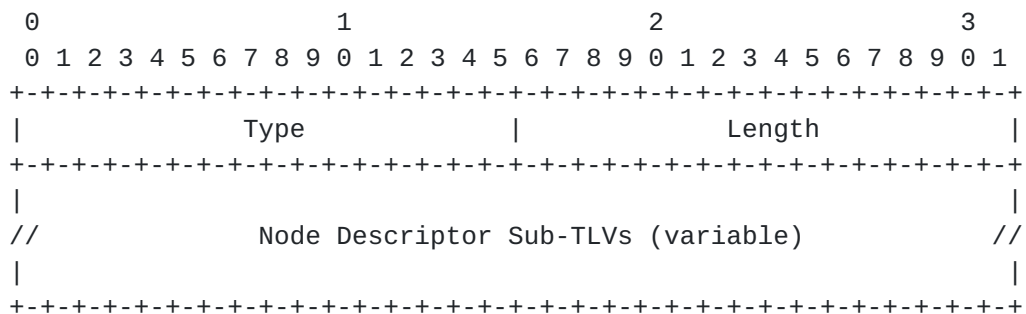 0                   1                   2                   3
 0 1 2 3 4 5 6 7 8 9 0 1 2 3 4 5 6 7 8 9 0 1 2 3 4 5 6 7 8 9 0 1
+-+-+-+-+-+-+-+-+-+-+-+-+-+-+-+-+-+-+-+-+-+-+-+-+-+-+-+-+-+-+-+-+
|              Type             |             Length            |
+-+-+-+-+-+-+-+-+-+-+-+-+-+-+-+-+-+-+-+-+-+-+-+-+-+-+-+-+-+-+-+-+
|                                                               |
//              Node Descriptor Sub-TLVs (variable)            //
|                                                               |
+-+-+-+-+-+-+-+-+-+-+-+-+-+-+-+-+-+-+-+-+-+-+-+-+-+-+-+-+-+-+-+-+